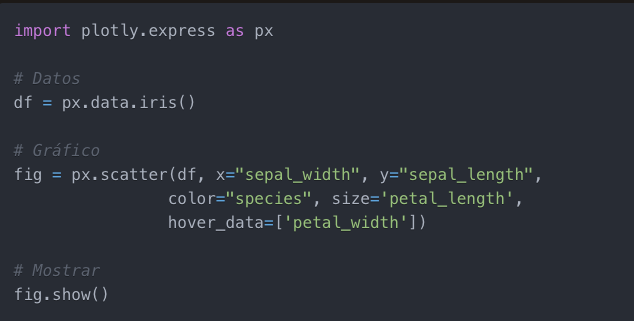 import plotly.express as px
# Datos
df = px.data.iris()
# Gráfico
fig = px.scatter(df, x="sepal_width", y="sepal_length",
color="species", size='petal_length',
hover_data=['petal_width'])
# Mostrar
fig.show()